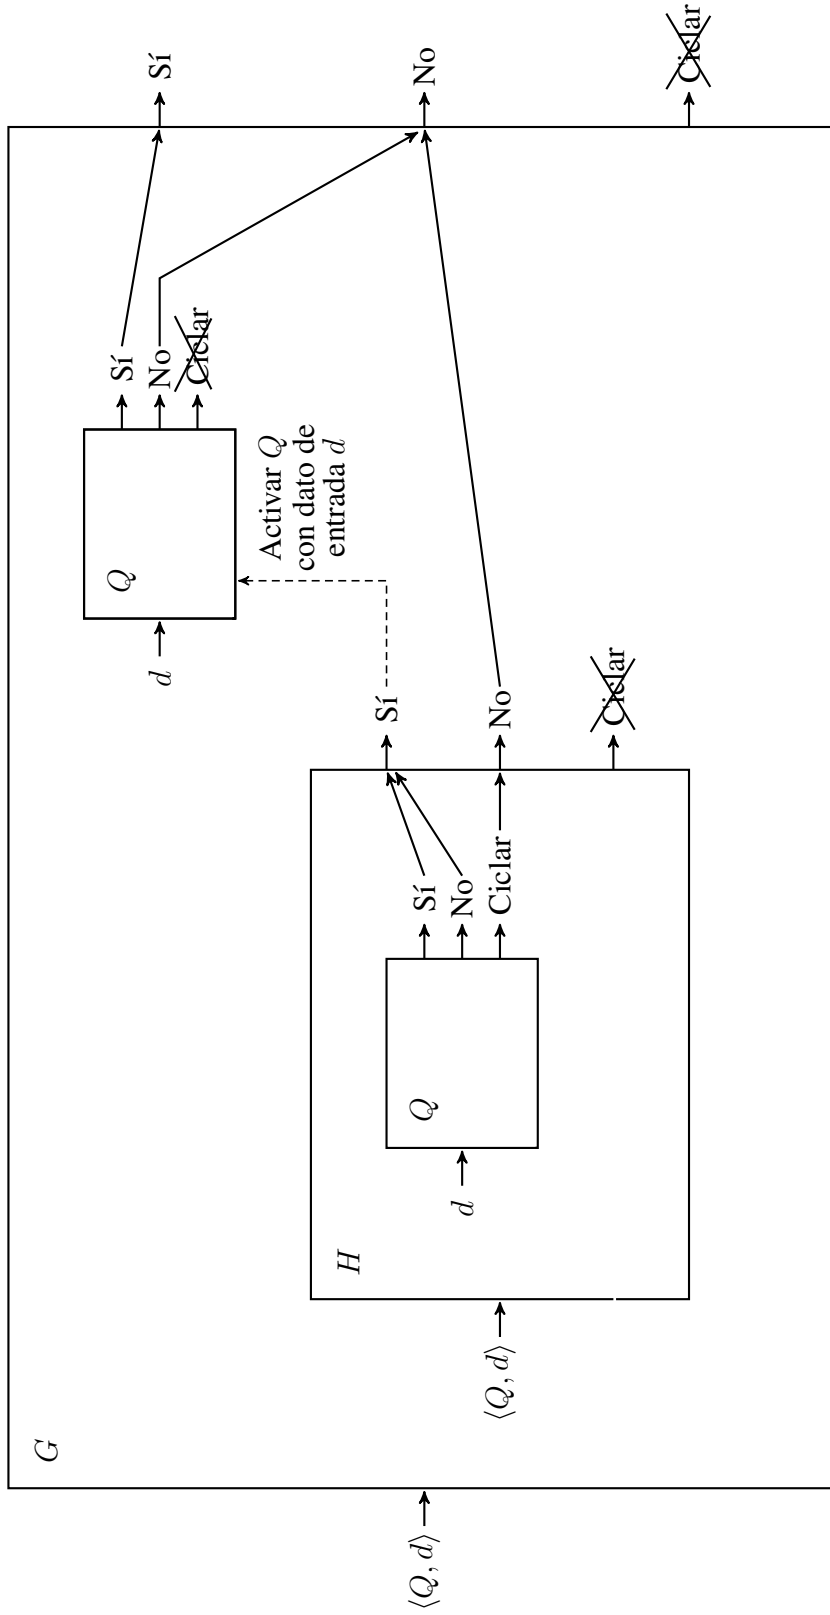 G
Q
Sí
d
No
Sí
Ciclar
Activar Q
con dato de
entrada d
H
Sí
⟨Q, d⟩
Q
Sí
No
d
No
⟨Q, d⟩
Ciclar
No
Ciclar
Ciclar